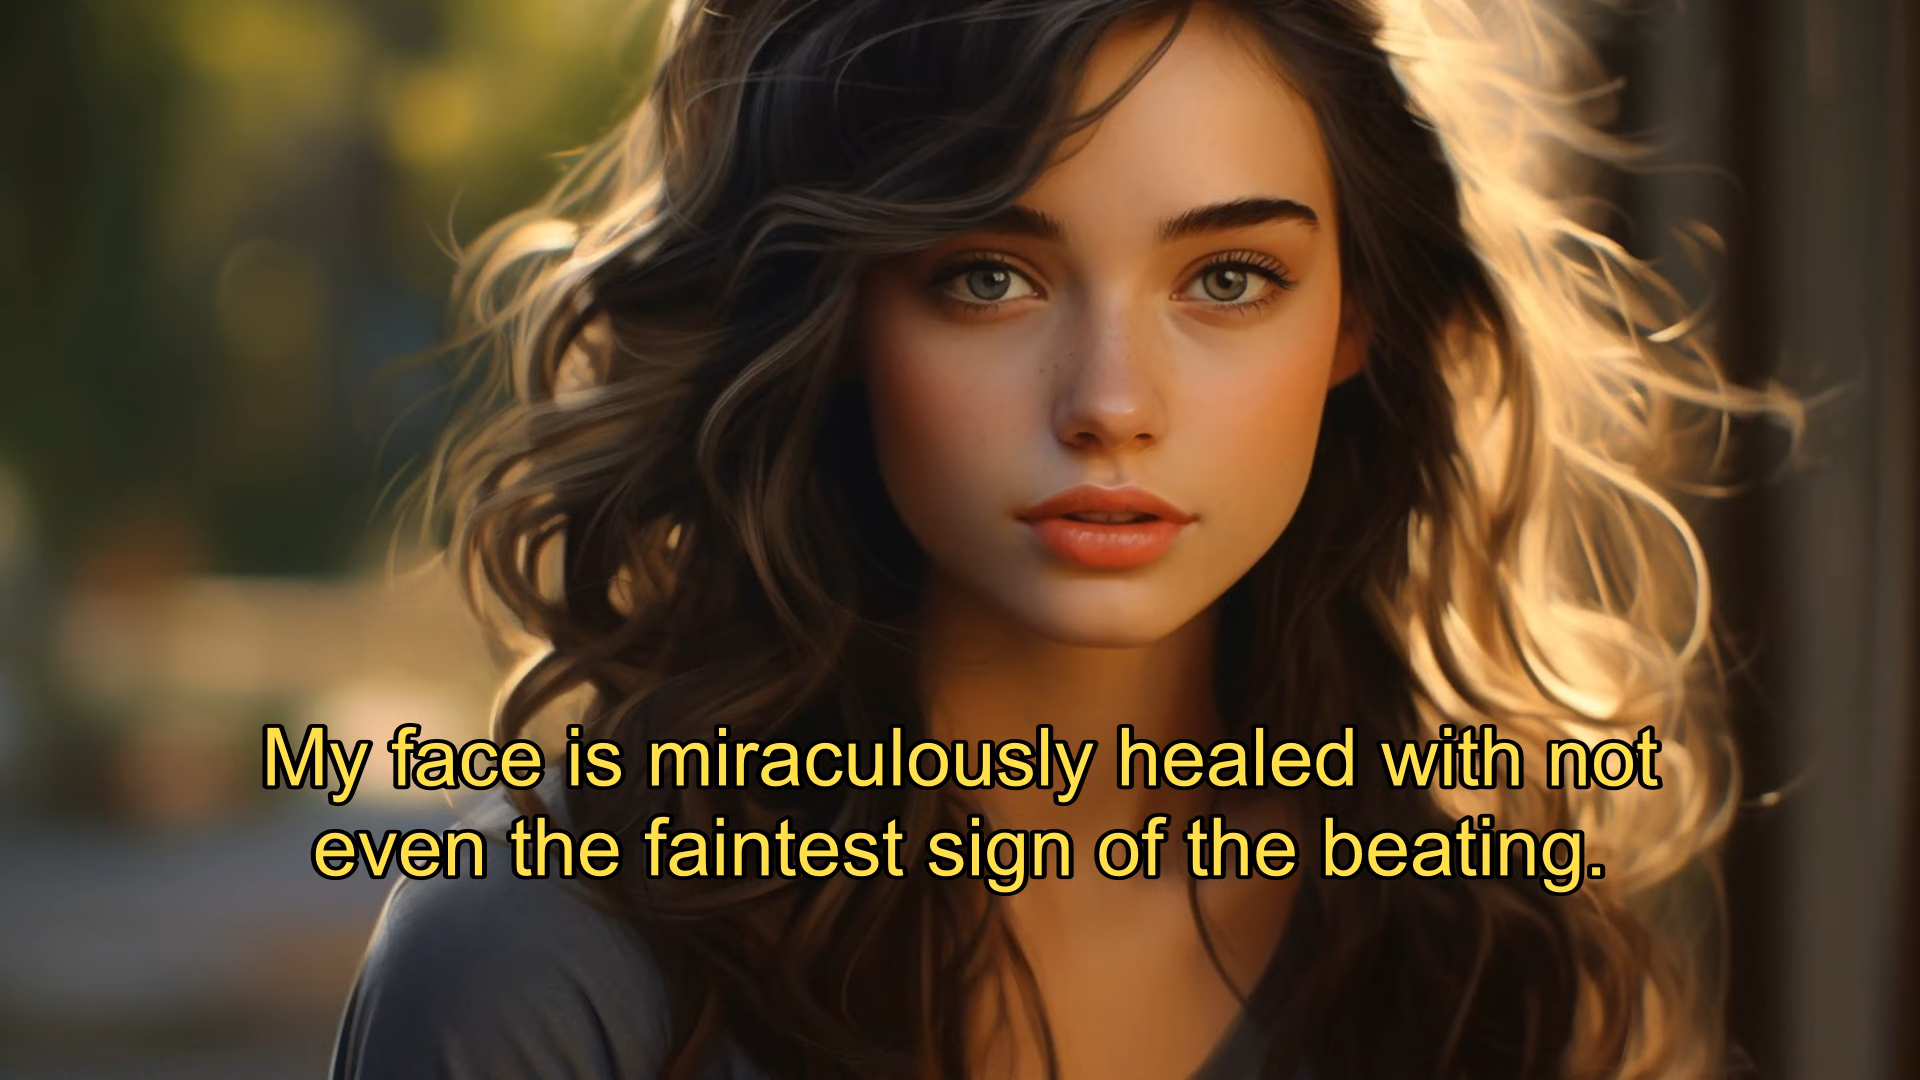 My face is miraculously healed with not
even the faintest sign of the beating.